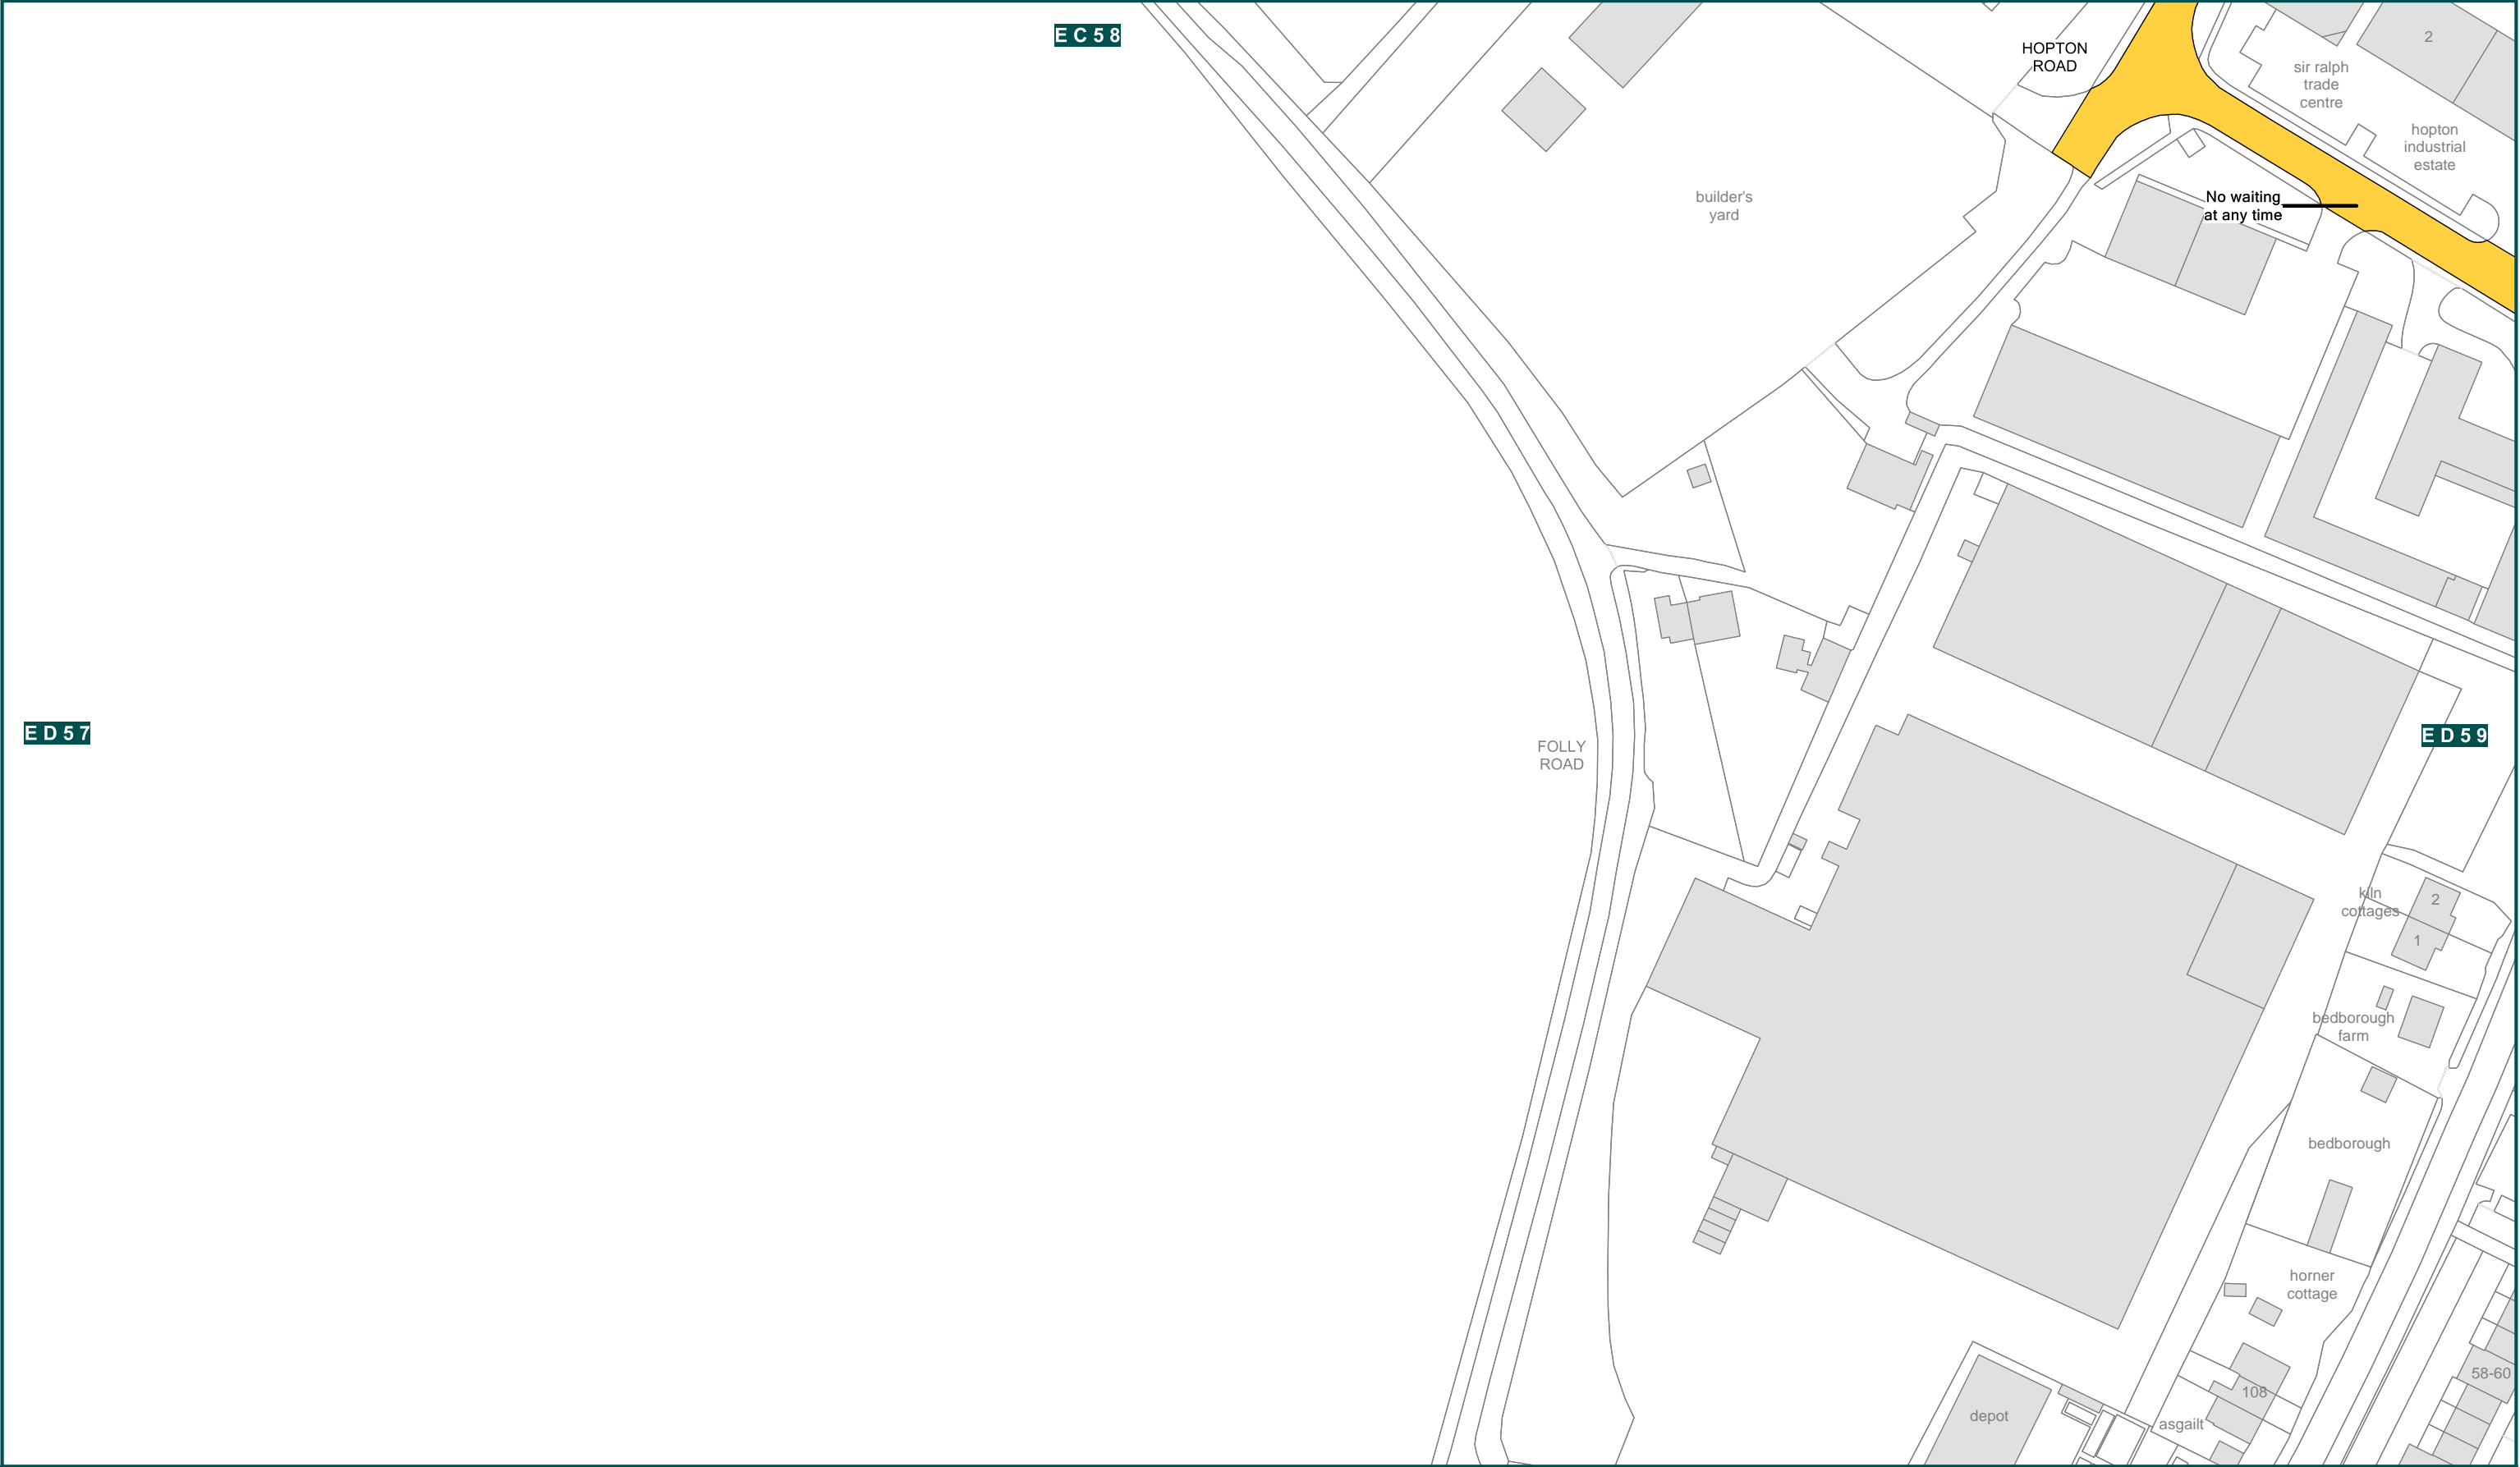 EC58
HOPTON
ROAD
2
sir ralph
trade
centre
hopton
industrial
estate
builder's
yard
No waiting
at any time
ED57
FOLLY
ROAD
ED59
kiln
cottages
2
1
bedborough
farm
bedborough
horner
cottage
58-60
108
depot
asgailt